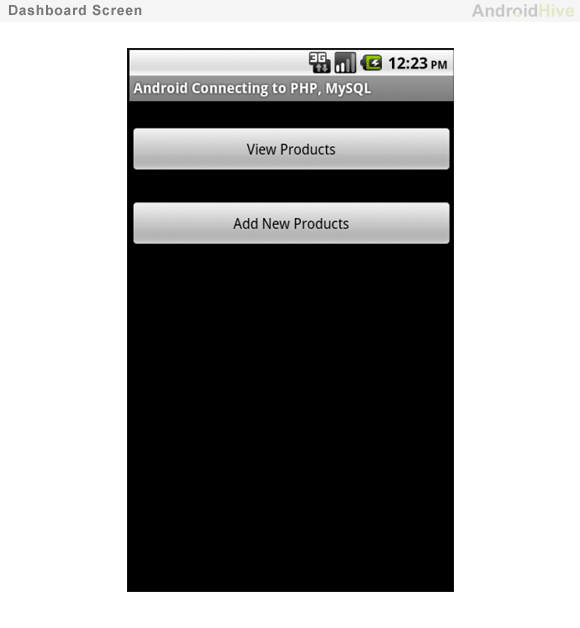 Dashboard Screen
AndroidHive
3G
12:23 PM
Android Connecting to PHP, MySQL
View Products
Add New Products